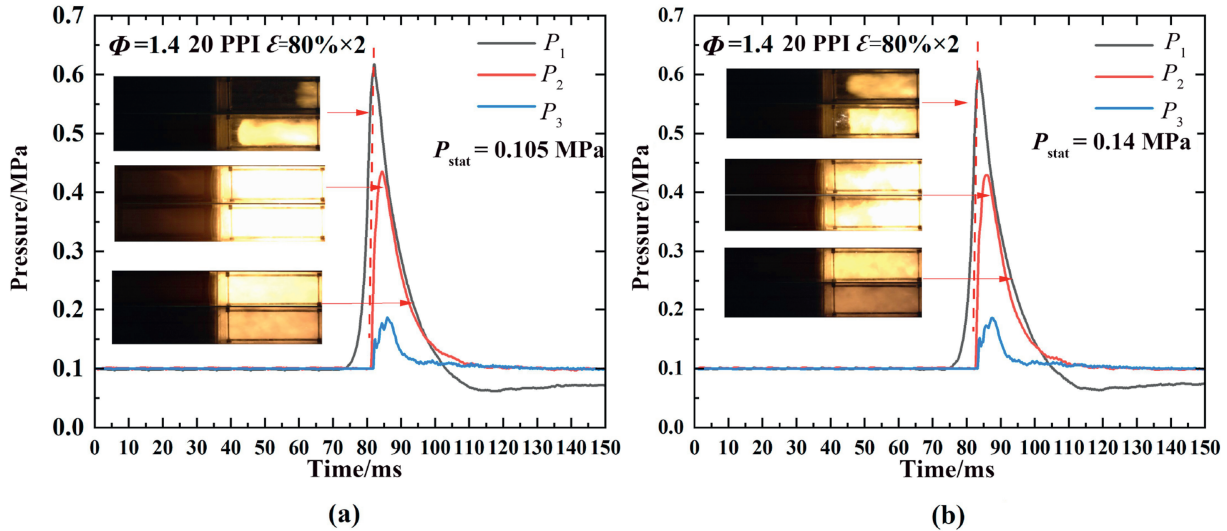 Φ=1.4 20 PPI ε=80%×2
P1
P2
P3
Pstat = 0.105 MPa
0.6
0.5
0.4
0.3
0.2
0.1
0.0
Pressure/MPa
0 10 20 30 40 50 60 70 80 90 100 110 120 130 140 150
Time/ms
(a)
Φ=1.4 20 PPI ε=80%×2
P1
P2
P3
Pstat = 0.14 MPa
0.7
0.6
0.5
0.4
0.3
0.2
0.1
0.0
Pressure/MPa
0 10 20 30 40 50 60 70 80 90 100 110 120 130 140 150
Time/ms
(b)